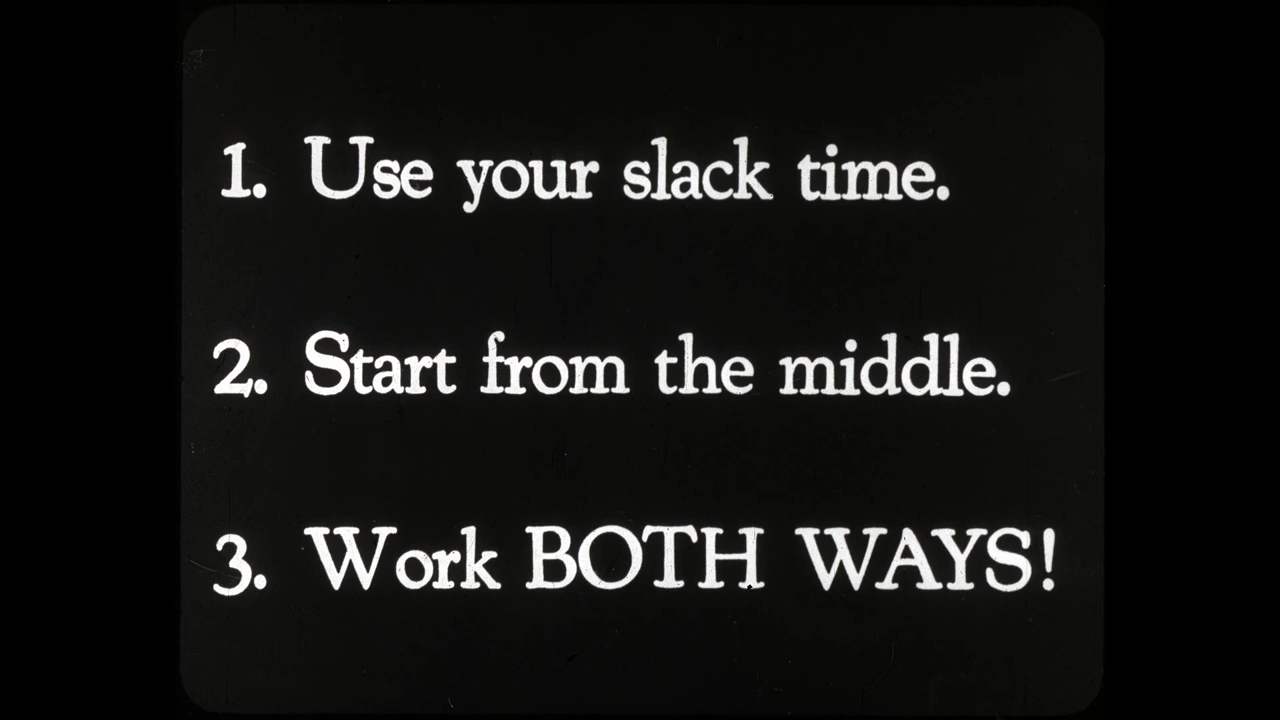 1. Use your slack time.
2. Start from the middle.
3. Work BOTH WAYS!